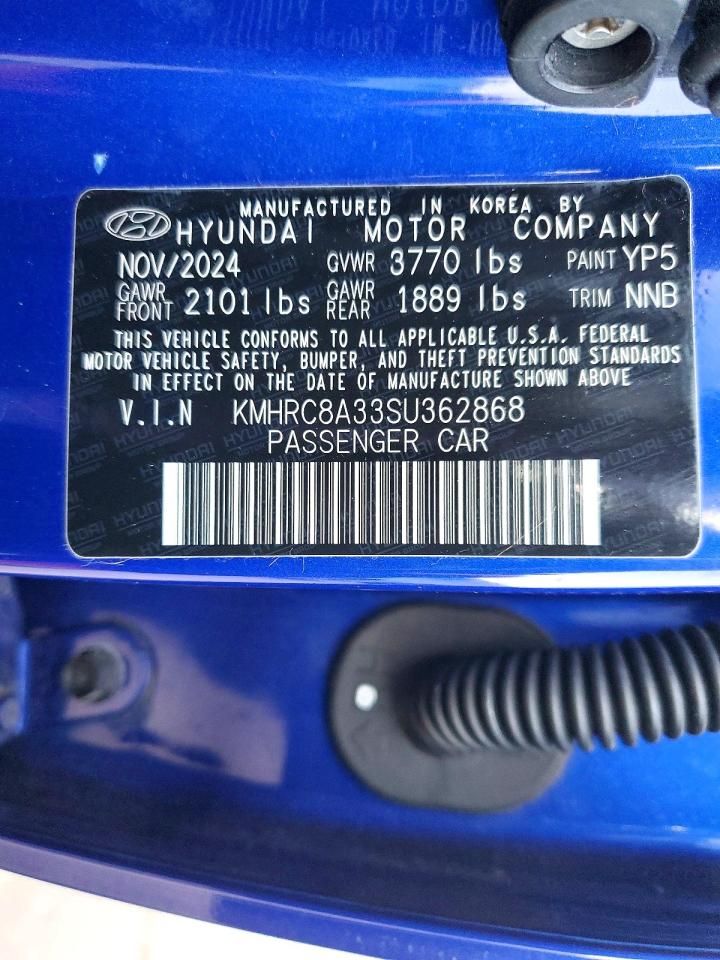 MANUFACTURED IN KOREA BY
HYUNDAI MOTOR COMPANY
NOV/2024 GVWR 3770 lbs PAINT YP5
GAWR FRONT 2101 lbs GAWR REAR 1889 lbs TRIM NNB
THIS VEHICLE CONFORMS TO ALL APPLICABLE U.S.A. FEDERAL
MOTOR VEHICLE SAFETY, BUMPER, AND THEFT PREVENTION STANDARDS
IN EFFECT ON THE DATE OF MANUFACTURE SHOWN ABOVE
V.I.N KMHRC8A33SU362868
PASSENGER CAR